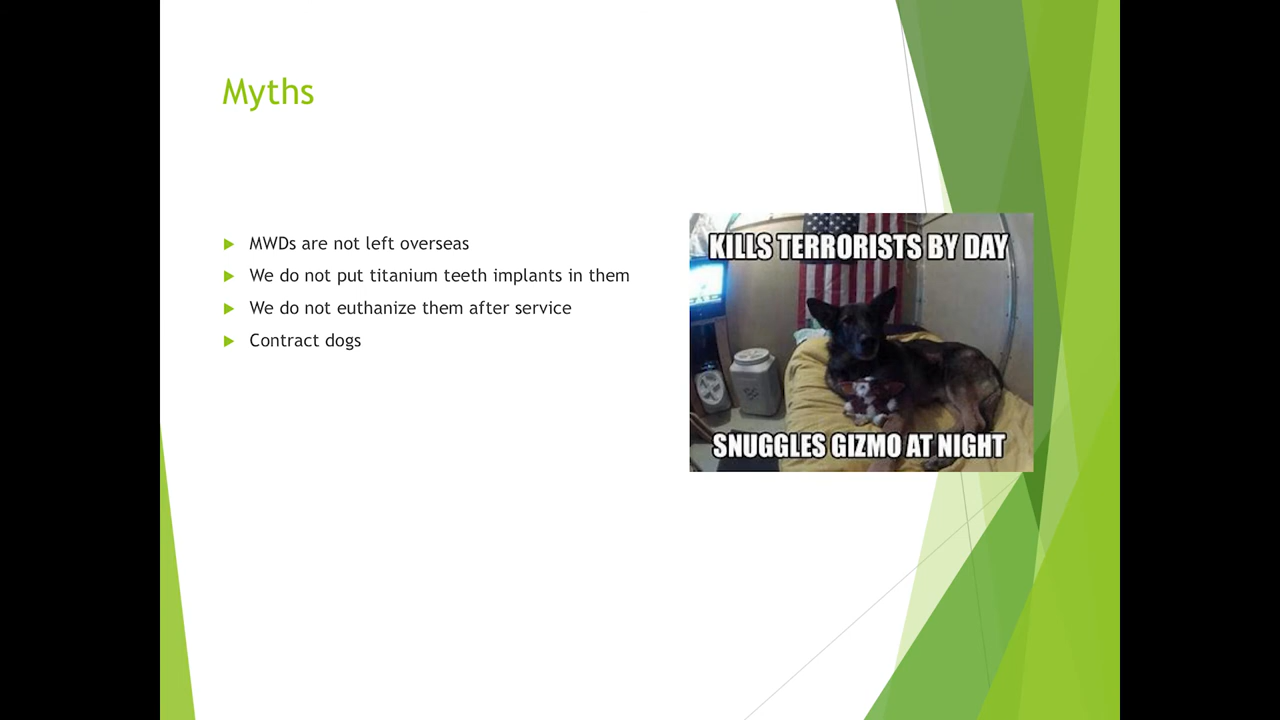 Myths
MWDs are not left overseas
We do not put titanium teeth implants in them
We do not euthanize them after service
Contract dogs
KILLS TERRORISTS BY DAY
SNUGGLES GIZMO AT NIGHT